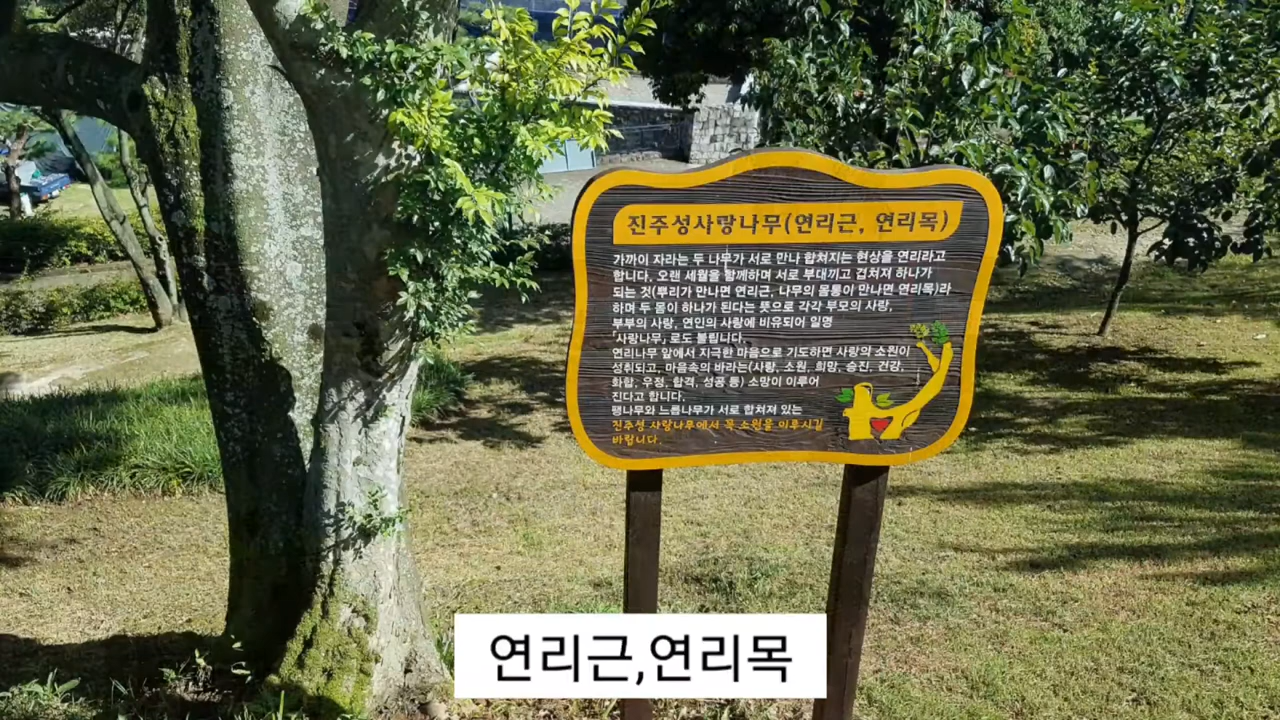 진주성사랑나무(연리근, 연리목)
가까이 자라는 두 나무가 서로 만나 합쳐지는 현상을 연리라고
합니다. 오랜 세월을 함께하며 서로 부대끼고 겹쳐져 하나가
되는 것(뿌리가 만나면 연리근, 나무의 몸통이 만나면 연리목)라
하며 두 몸이 하나가 된다는 뜻으로 각각 부모의 사랑,
부부의 사랑, 연인의 사랑에 비유되어 일명
「사랑나무」로도 불립니다.
연리나무 앞에서 지극한 마음으로 기도하면 사랑의 소원이
성취되고, 마음속의 바라는(사랑, 소원, 희망, 승진, 건강,
화합, 우정, 합격, 성공 등) 소망이 이루어
진다고 합니다.
팽나무와 느릅나무가 서로 합쳐져 있는
진주성 사랑나무에서 꼭 소원을 이루시길
바랍니다.
연리근,연리목